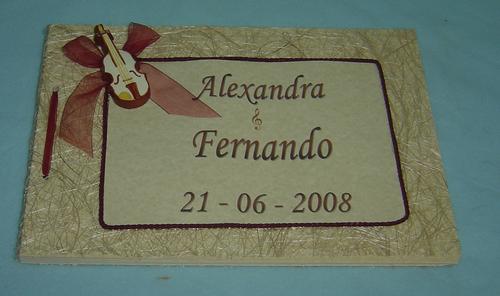 Alexandra
Fernando
21 - 06 - 2008